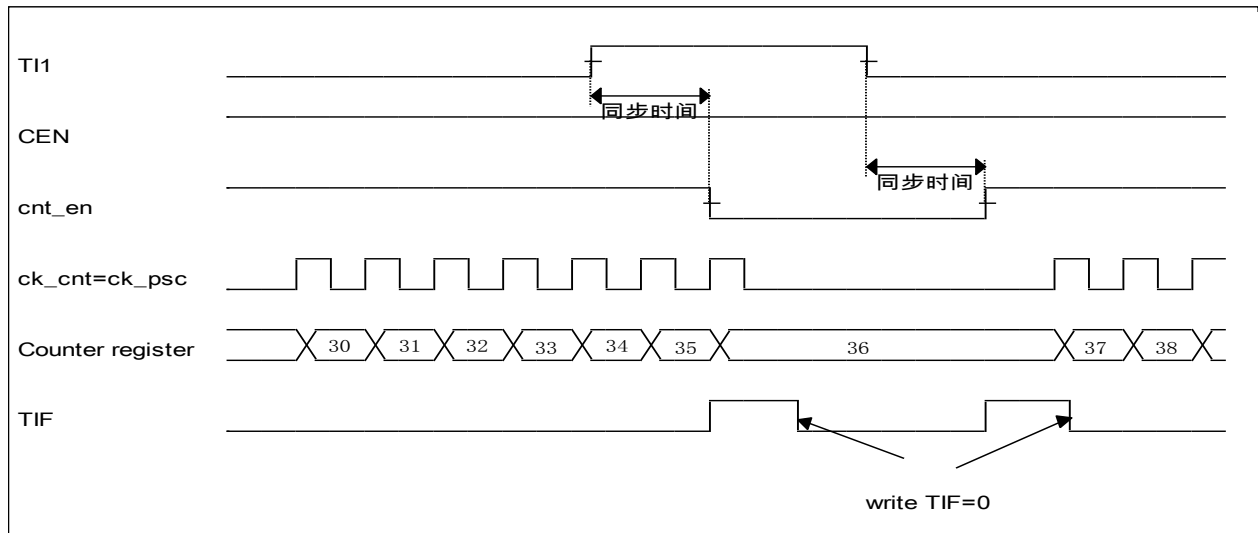 TI1
同步时间
CEN
同步时间
cnt_en
ck_cnt=ck_psc
Counter register 30 31 32 33 34 35 36 37 38
TIF
write TIF=0